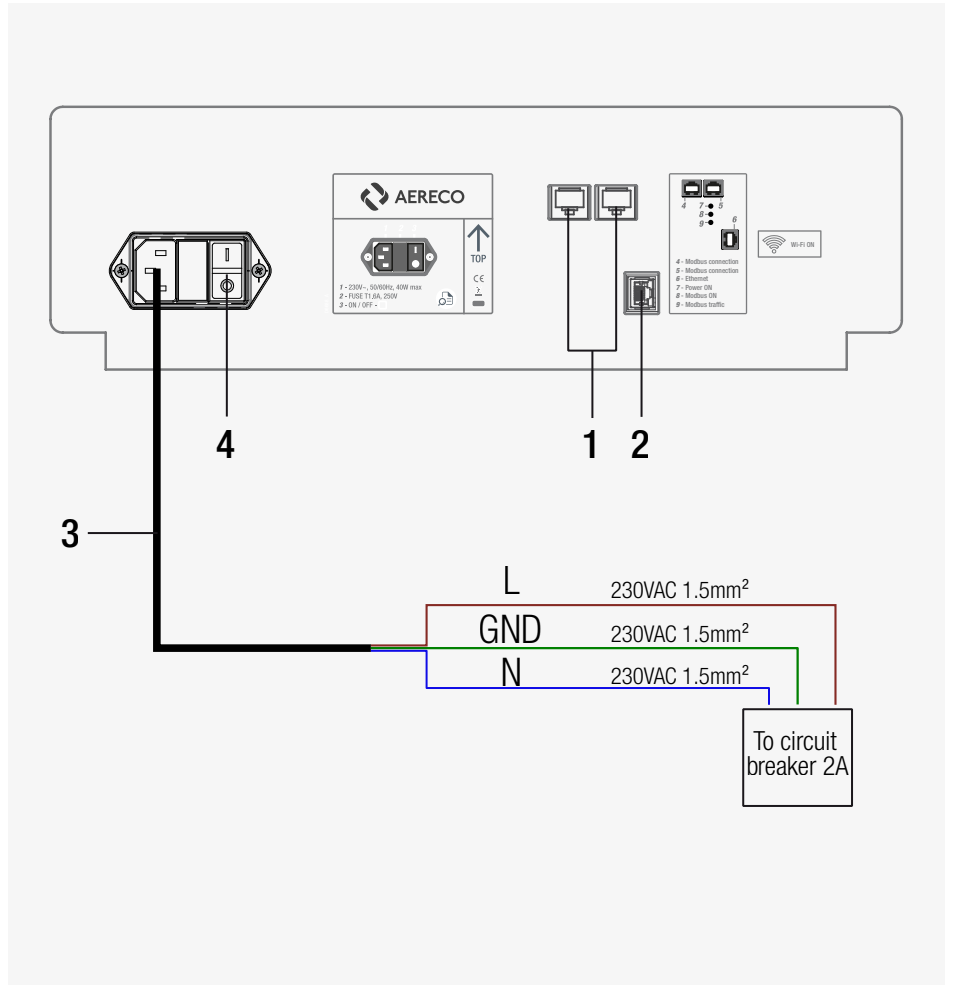 AERECO
1 2 3
TOP
CE
1 - 230V~, 50/60Hz, 40W max
2 - FUSE T1,6A, 250V
3 - ON / OFF -
4 5
7 -
8 -
9 -
6
4 - Modbus connection
5 - Modbus connection
6 - Ethernet
7 - Power ON
8 - Modbus ON
9 - Modbus traffic
Wi-Fi ON
4
1
2
3
L 230VAC 1.5mm²
GND 230VAC 1.5mm²
N 230VAC 1.5mm²
To circuit
breaker 2A